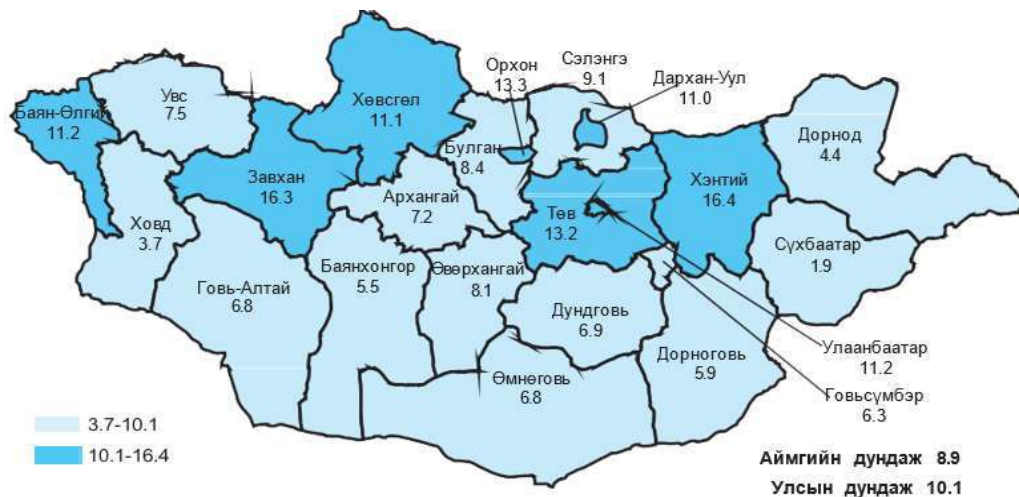 Баян-Өлгий
11.2
Увс
7.5
Ховд
3.7
Завхан
16.3
Говь-Алтай
6.8
Хөвсгөл
11.1
Архангай
7.2
Баянхонгор
5.5
Өвөрхангай
8.1
Булган
8.4
Орхон
13.3
Сэлэнгэ
9.1
Дархан-Уул
11.0
Төв
13.2
Хэнтий
16.4
Дорнод
4.4
Сүхбаатар
1.9
Дундговь
6.9
Өмнөговь
6.8
Дорноговь
5.9
Улаанбаатар
11.2
Говьсүмбэр
6.3
3.7-10.1
10.1-16.4
Аймгийн дундаж 8.9
Улсын дундаж 10.1